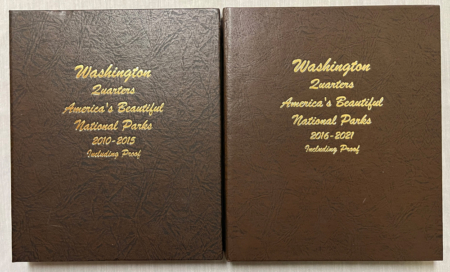 Washington
Quarters
America's Beautiful
National Parks
2010-2015
Including Proof
Washington
Quarters
America's Beautiful
National Parks
2016-2021
Including Proof